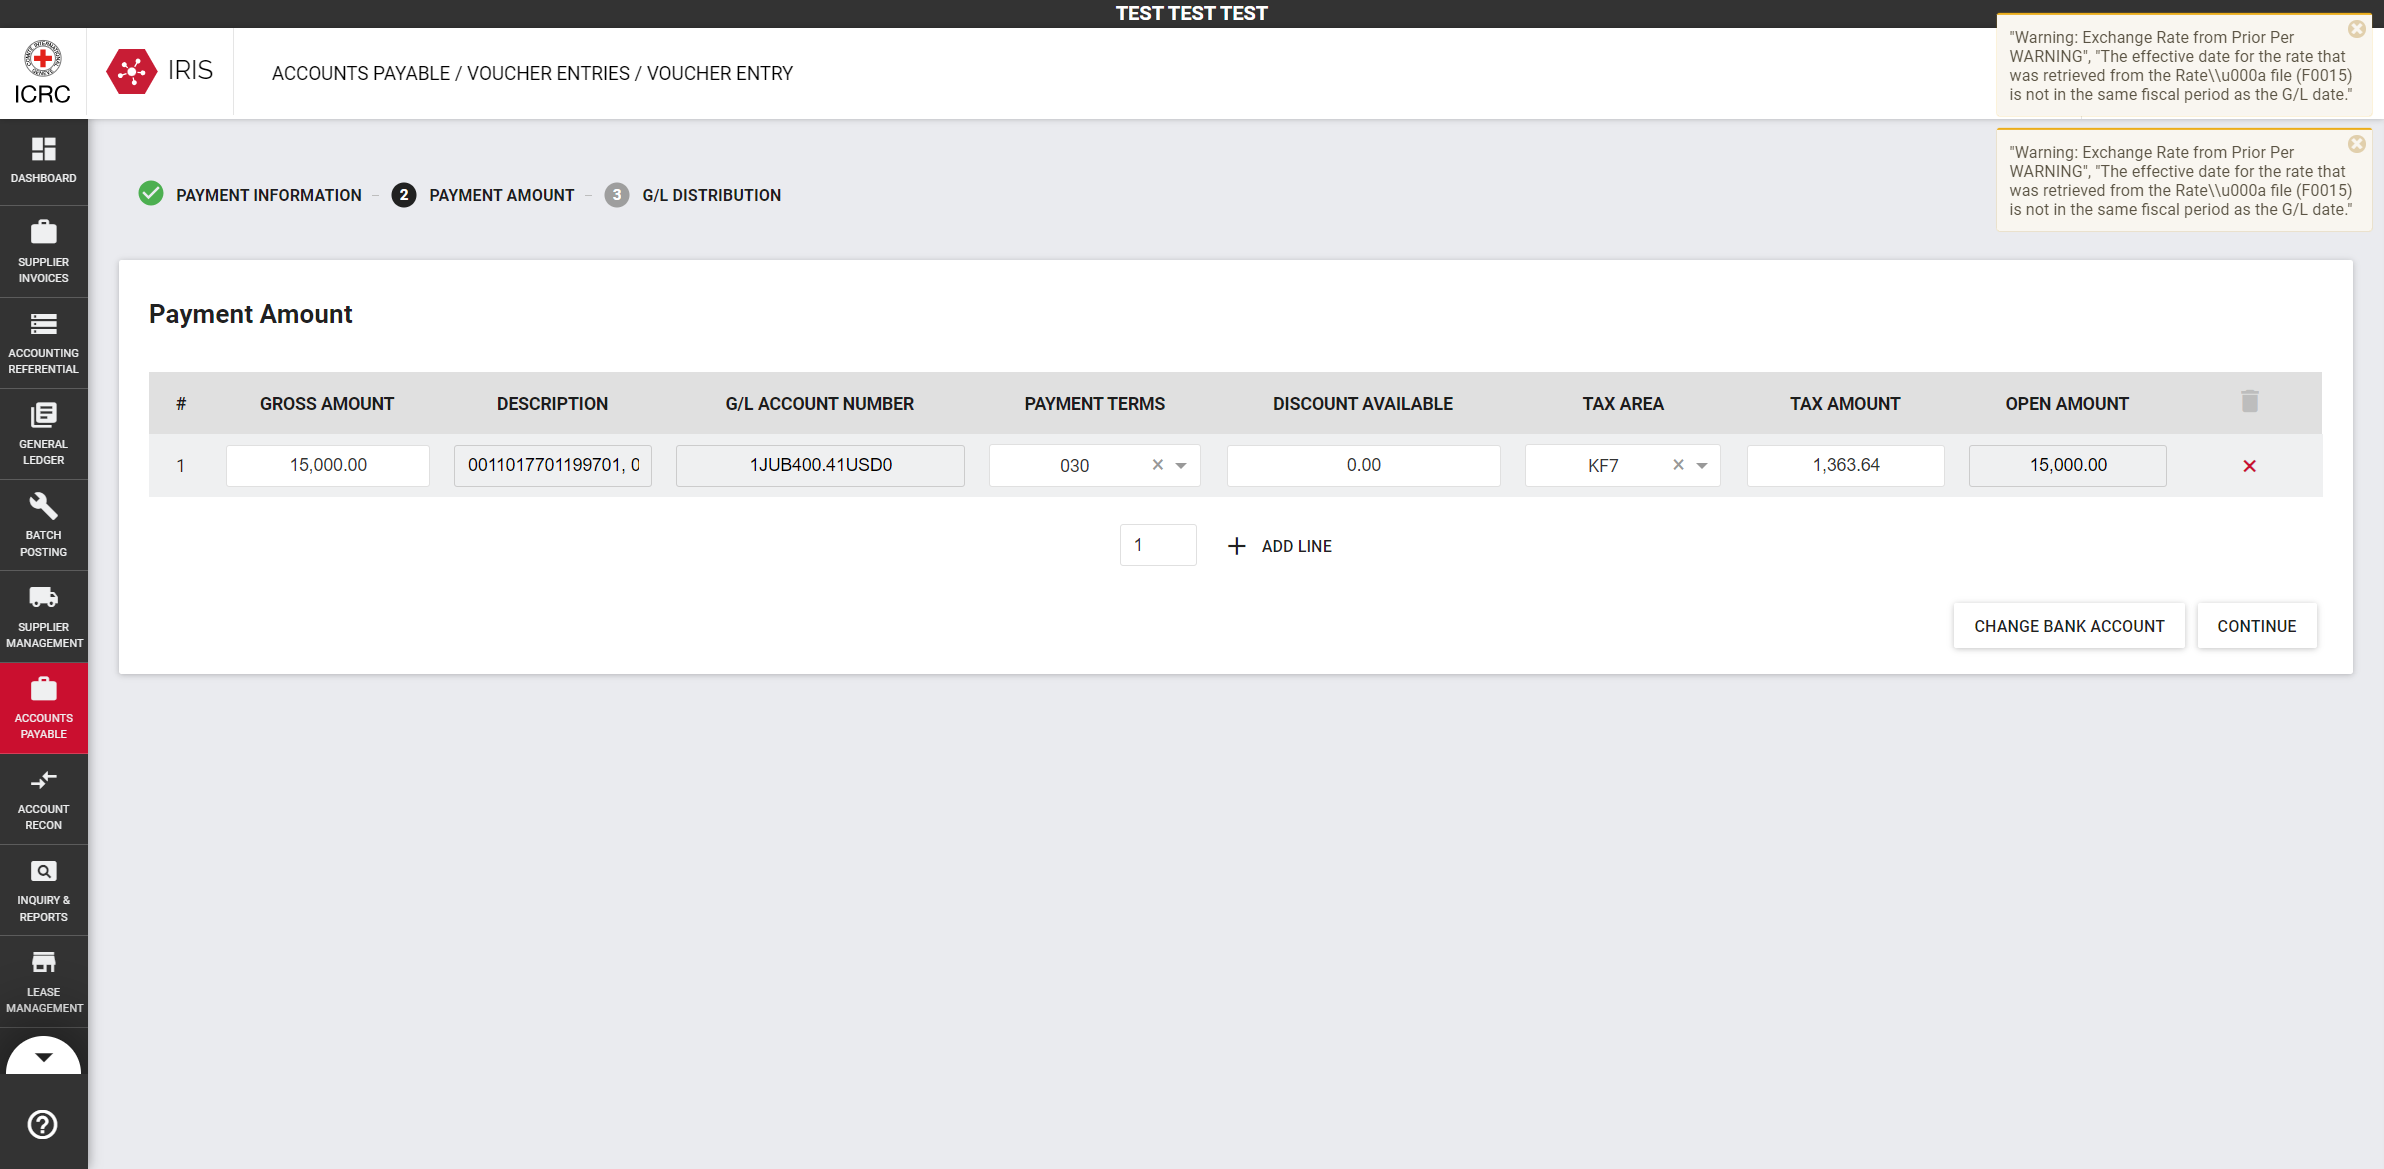 TEST TEST TEST
ICRC
IRIS
ACCOUNTS PAYABLE / VOUCHER ENTRIES / VOUCHER ENTRY
"Warning: Exchange Rate from Prior Per
WARNING", "The effective date for the rate that
was retrieved from the Rate\\u000a file (F0015)
is not in the same fiscal period as the G/L date."
"Warning: Exchange Rate from Prior Per
WARNING", "The effective date for the rate that
was retrieved from the Rate\\u000a file (F0015)
is not in the same fiscal period as the G/L date."
DASHBOARD
SUPPLIER
INVOICES
ACCOUNTING
REFERENTIAL
GENERAL
LEDGER
BATCH
POSTING
SUPPLIER
MANAGEMENT
ACCOUNTS
PAYABLE
ACCOUNT
RECON
INQUIRY &
REPORTS
LEASE
MANAGEMENT
PAYMENT INFORMATION – 2 PAYMENT AMOUNT – 3 G/L DISTRIBUTION
Payment Amount
# GROSS AMOUNT DESCRIPTION G/L ACCOUNT NUMBER PAYMENT TERMS DISCOUNT AVAILABLE TAX AREA TAX AMOUNT OPEN AMOUNT
1 15,000.00 0011017701199701, 0 1JUB400.41USD0 030 0.00 KF7 1,363.64 15,000.00
1 ADD LINE
CHANGE BANK ACCOUNT CONTINUE